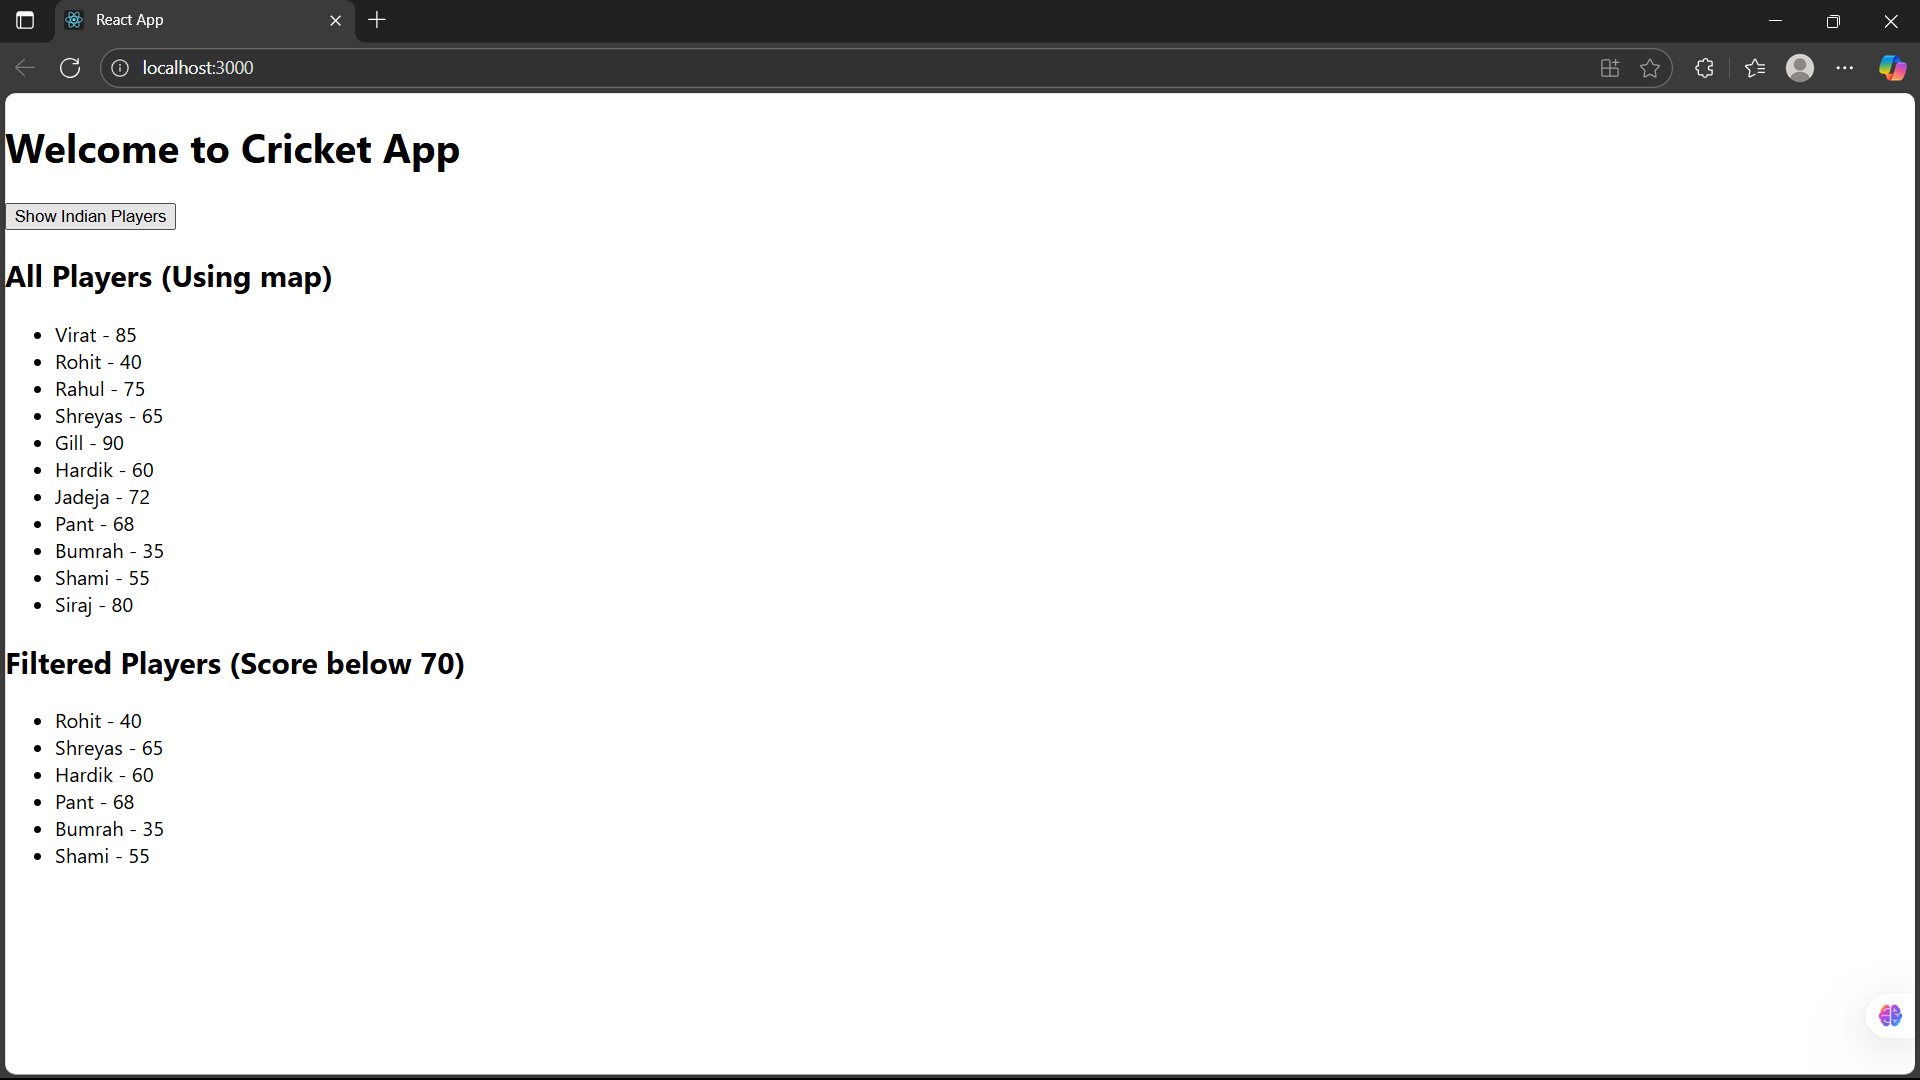 React App
localhost:3000
Welcome to Cricket App
Show Indian Players
All Players (Using map)
Virat - 85
Rohit - 40
Rahul - 75
Shreyas - 65
Gill - 90
Hardik - 60
Jadeja - 72
Pant - 68
Bumrah - 35
Shami - 55
Siraj - 80
Filtered Players (Score below 70)
Rohit - 40
Shreyas - 65
Hardik - 60
Pant - 68
Bumrah - 35
Shami - 55